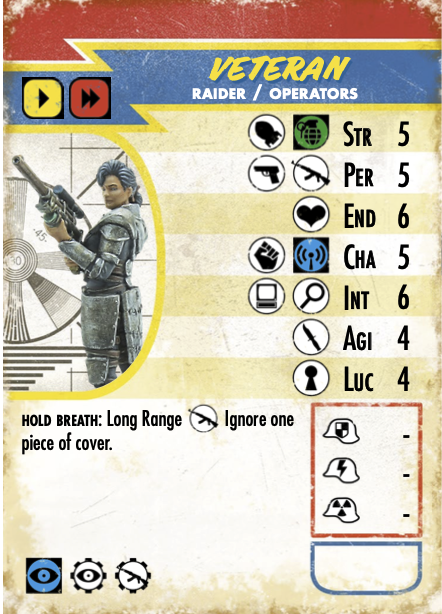 VETERAN
RAIDER / OPERATORS
STR 5
PER 5
END 6
CHA 5
INT 6
AGI 4
LUC 4
-45-
HOLD BREATH: Long Range Ignore one
piece of cover.
-
-
-